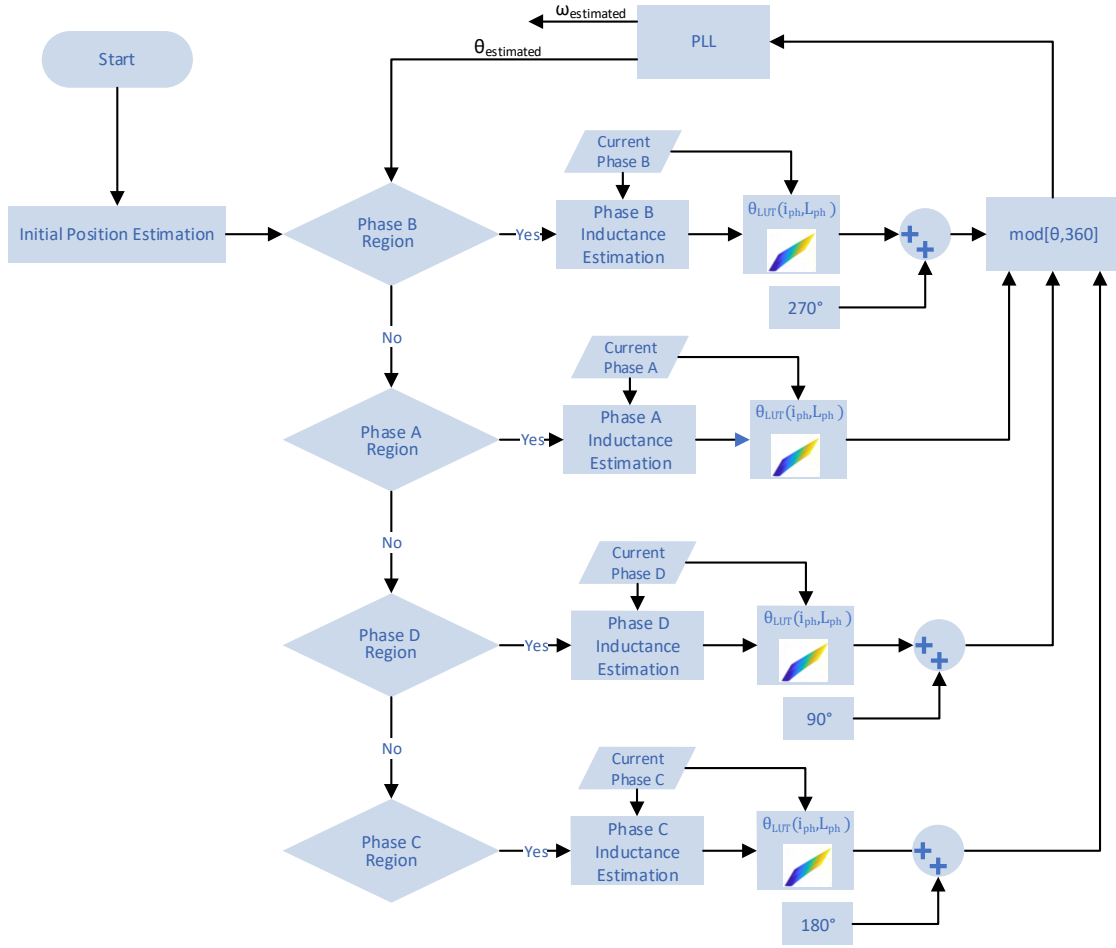 Start
ωestimated
θestimated
PLL
Initial Position Estimation
Phase B
Region
Yes
Current
Phase B
Phase B
Inductance
Estimation
θLUT(iph,Lph )
270°
mod[θ,360]
No
Phase A
Region
Yes
Current
Phase A
Phase A
Inductance
Estimation
θLUT(iph,Lph )
No
Phase D
Region
Yes
Current
Phase D
Phase D
Inductance
Estimation
θLUT(iph,Lph )
90°
No
Phase C
Region
Yes
Current
Phase C
Phase C
Inductance
Estimation
θLUT(iph,Lph )
180°